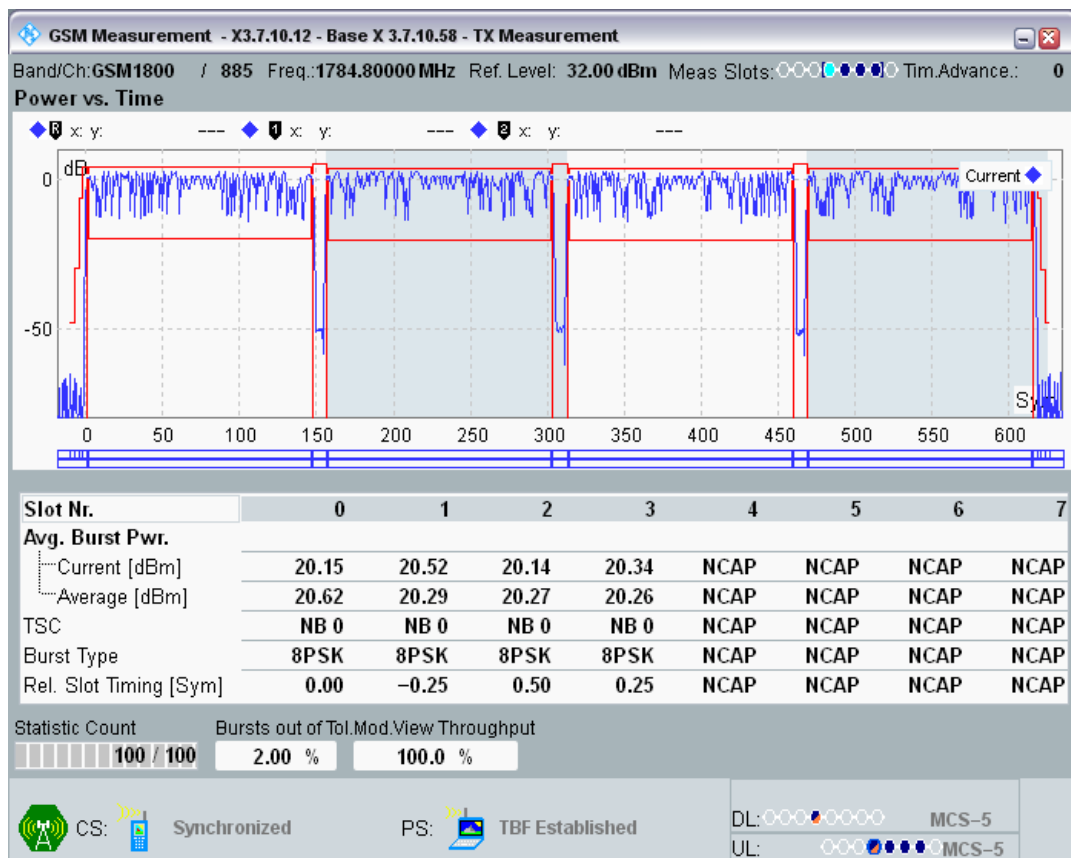 GSM Measurement - X3.7.10.12 - Base X 3.7.10.58 - TX Measurement
Band/Ch:GSM1800 / 885 Freq.:1784.80000 MHz Ref. Level: 32.00 dBm Meas Slots: Tim.Advance.: 0
Power vs. Time
R x: y: --- 1 x: y: --- 2 x: y: ---
dB
Current
0
-50
0 50 100 150 200 250 300 350 400 450 500 550 600
Slot Nr. 0 1 2 3 4 5 6 7
Avg. Burst Pwr.
Current [dBm] 20.15 20.52 20.14 20.34 NCAP NCAP NCAP NCAP
Average [dBm] 20.62 20.29 20.27 20.26 NCAP NCAP NCAP NCAP
TSC NB 0 NB 0 NB 0 NB 0 NCAP NCAP NCAP NCAP
Burst Type 8PSK 8PSK 8PSK 8PSK NCAP NCAP NCAP NCAP
Rel. Slot Timing [Sym] 0.00 −0.25 0.50 0.25 NCAP NCAP NCAP NCAP
Statistic Count Bursts out of Tol. Mod.View Throughput
100 / 100 2.00 % 100.0 %
CS: Synchronized PS: TBF Established
DL: MCS−5
UL: MCS−5